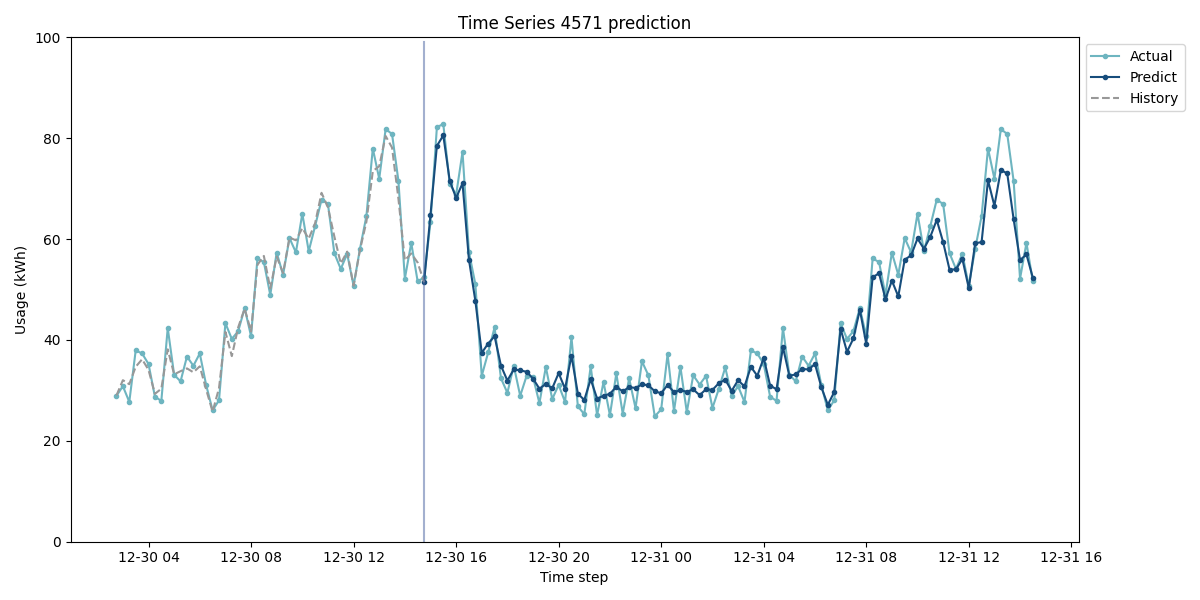 Time Series 4571 prediction
Usage (kWh)
100
80
60
40
20
0
12-30 04
12-30 08
12-30 12
12-30 16
12-30 20
12-31 00
12-31 04
12-31 08
12-31 12
12-31 16
Time step
Actual
Predict
History